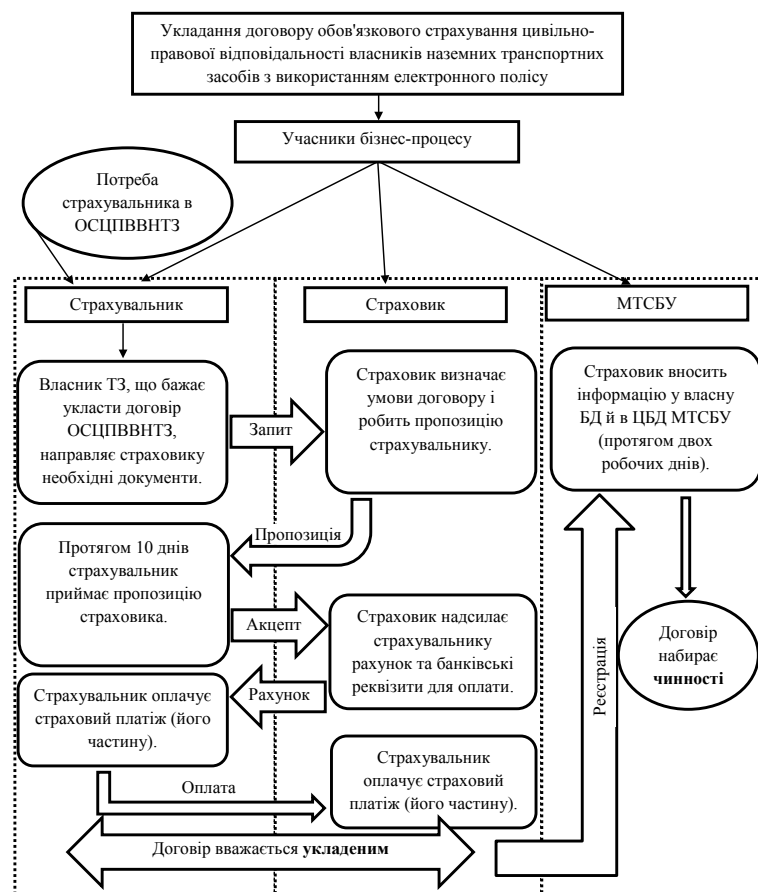 Укладання договору обов'язкового страхування цивільно-
правової відповідальності власників наземних транспортних
засобів з використанням електронного полісу
Учасники бізнес-процесу
Потреба
страхувальника в
ОСЦПВВНТЗ
Страхувальник
Страховик
МТСБУ
Власник ТЗ, що бажає
укласти договір
ОСЦПВВНТЗ,
направляє страховику
необхідні документи.
Запит
Страховик визначає
умови договору і
робить пропозицію
страхувальнику.
Страховик вносить
інформацію у власну
БД й в ЦБД МТСБУ
(протягом двох
робочих днів).
Пропозиція
Протягом 10 днів
страхувальник
приймає пропозицію
страховика.
Акцепт
Страховик надсилає
страхувальнику
рахунок та банківські
реквізити для оплати.
Рахунок
Страхувальник оплачує
страховий платіж (його
частину).
Оплата
Страхувальник
оплачує страховий
платіж (його частину).
Договір вважається укладеним
Реєстрація
Договір
набирає
чинності